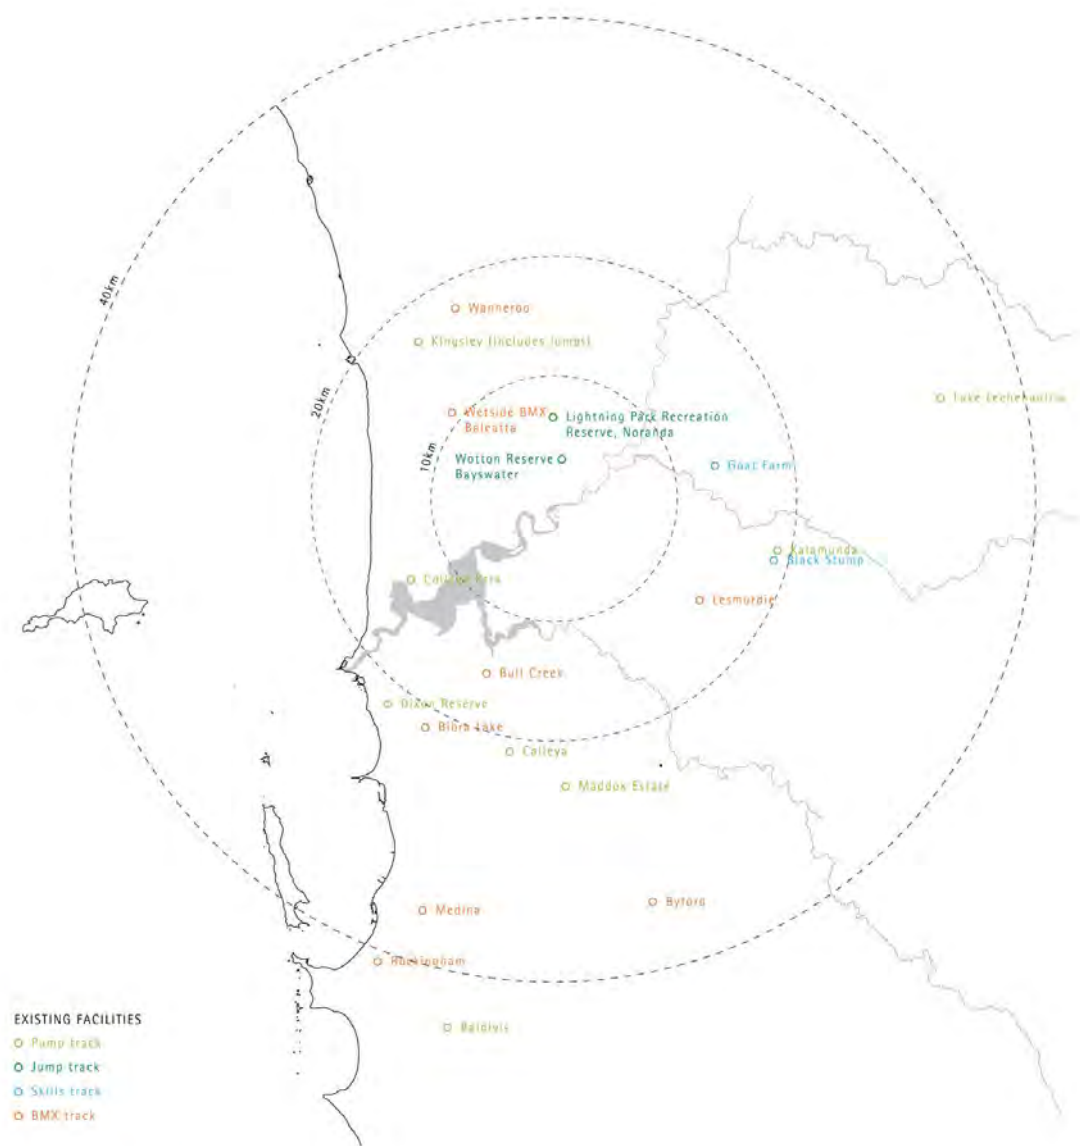 40km
Wanneroo
Kingsley (includes jumps)
20km
Lake Leschenaultia
Wetside BMX
Balcatta
Lightning Park Recreation
Reserve, Noranda
10km
Wotton Reserve
Bayswater
Goat Farm
Kalamunda
Black Stump
College Park
Lesmurdie
Bull Creek
Dixon Reserve
Bibra Lake
Calleya
Maddox Estate
Medina
Byford
Rockingham
Baldivis
EXISTING FACILITIES
Pump track
Jump track
Skills track
BMX track